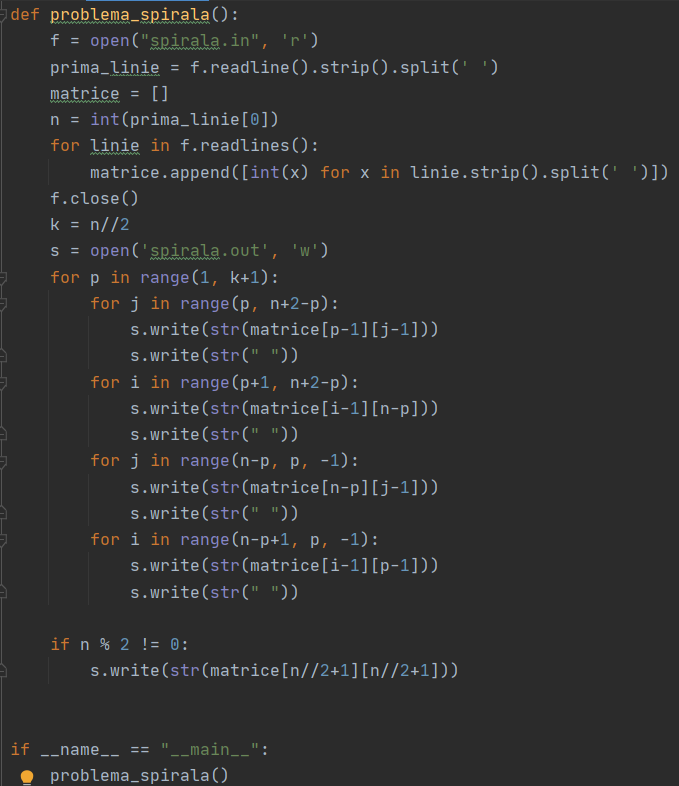 def problema_spirala():
    f = open("spirala.in", 'r')
    prima_linie = f.readline().strip().split(' ')
    matrice = []
    n = int(prima_linie[0])
    for linie in f.readlines():
        matrice.append([int(x) for x in linie.strip().split(' ')])
    f.close()
    k = n//2
    s = open('spirala.out', 'w')
    for p in range(1, k+1):
        for j in range(p, n+2-p):
            s.write(str(matrice[p-1][j-1]))
            s.write(str(" "))
        for i in range(p+1, n+2-p):
            s.write(str(matrice[i-1][n-p]))
            s.write(str(" "))
        for j in range(n-p, p, -1):
            s.write(str(matrice[n-p][j-1]))
            s.write(str(" "))
        for i in range(n-p+1, p, -1):
            s.write(str(matrice[i-1][p-1]))
            s.write(str(" "))

    if n % 2 != 0:
        s.write(str(matrice[n//2+1][n//2+1]))


if __name__ == "__main__":
    problema_spirala()